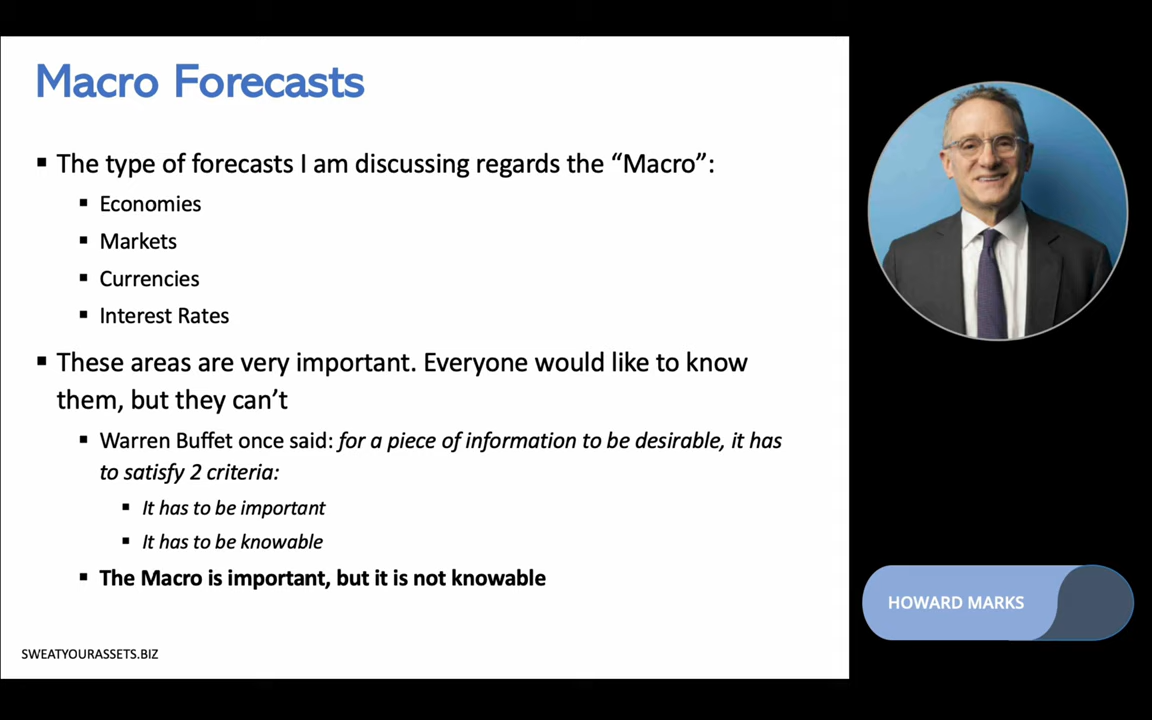 Macro Forecasts
▪ The type of forecasts I am discussing regards the “Macro”:
▪ Economies
▪ Markets
▪ Currencies
▪ Interest Rates
▪ These areas are very important. Everyone would like to know
them, but they can’t
▪ Warren Buffet once said: for a piece of information to be desirable, it has
to satisfy 2 criteria:
▪ It has to be important
▪ It has to be knowable
▪ The Macro is important, but it is not knowable
SWEATYOURASSETS.BIZ
HOWARD MARKS